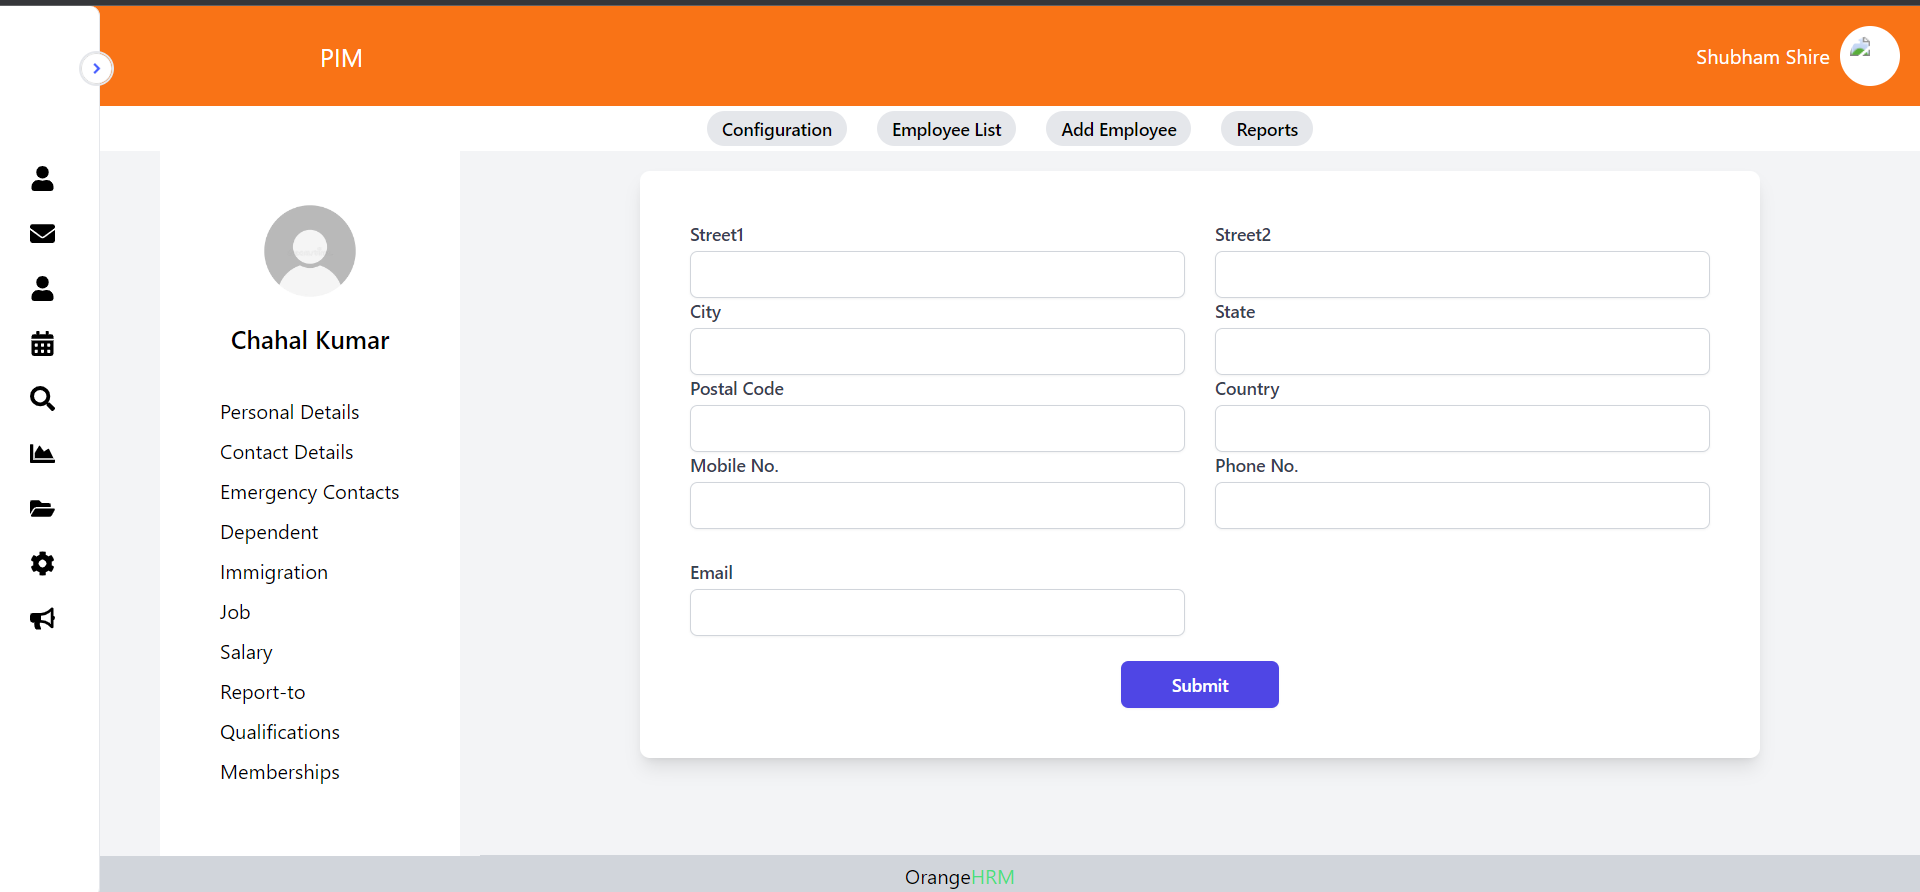 PIM
Shubham Shire
Configuration
Employee List
Add Employee
Reports
Chahal Kumar
Personal Details
Contact Details
Emergency Contacts
Dependent
Immigration
Job
Salary
Report-to
Qualifications
Memberships
Street1
Street2
City
State
Postal Code
Country
Mobile No.
Phone No.
Email
Submit
OrangeHRM